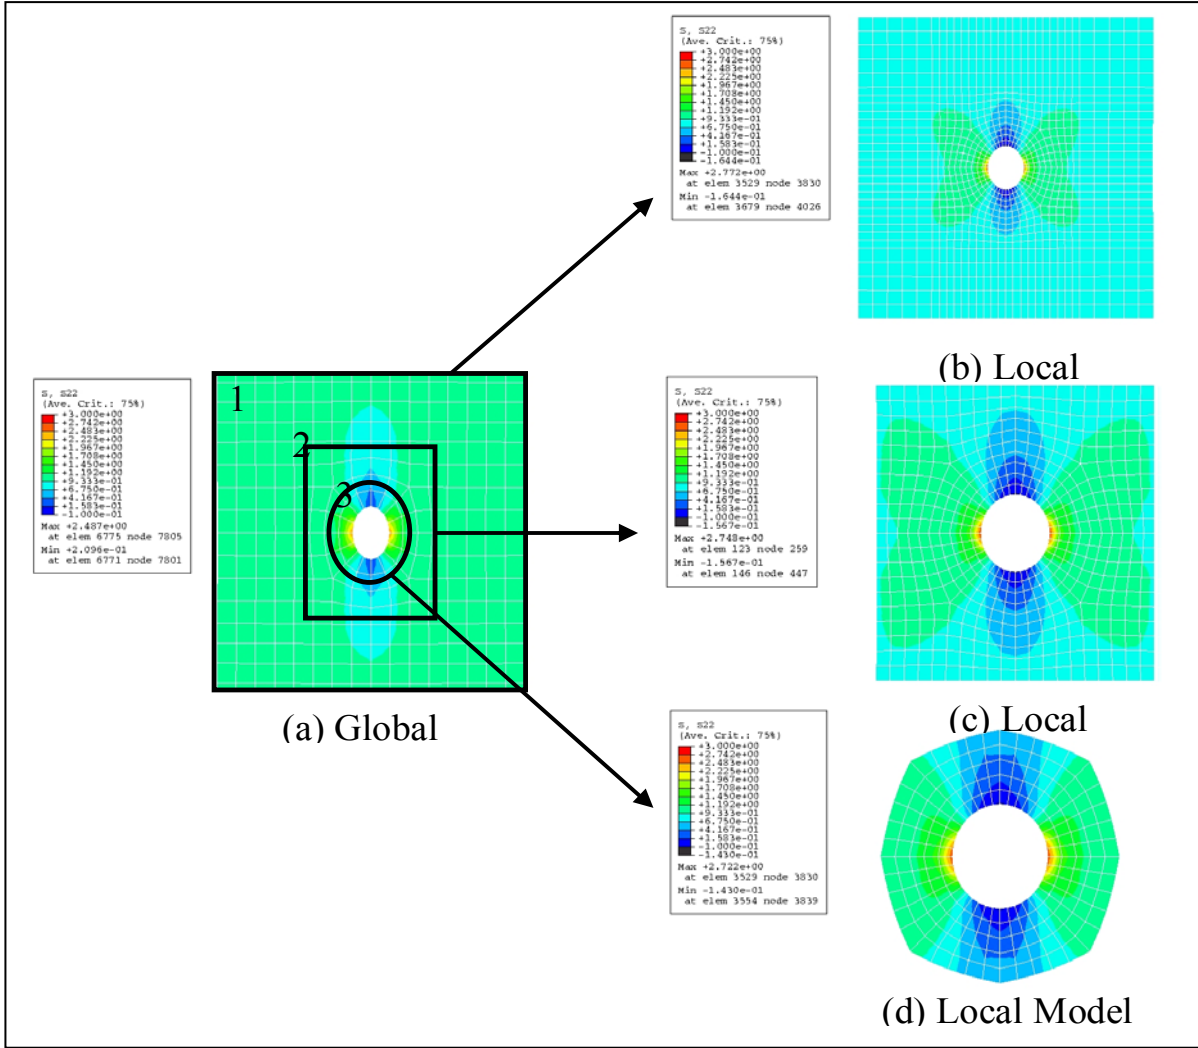 S, S22
(Ave. Crit.: 75%)
+3.000e+00
+2.742e+00
+2.483e+00
+2.225e+00
+1.967e+00
+1.708e+00
+1.450e+00
+1.192e+00
+9.333e-01
+6.750e-01
+4.167e-01
+1.583e-01
-1.000e-01
-1.644e-01
Max +2.772e+00
at elem 3529 node 3830
Min -1.644e-01
at elem 3679 node 4026
(b) Local
S, S22
(Ave. Crit.: 75%)
+3.000e+00
+2.742e+00
+2.483e+00
+2.225e+00
+1.967e+00
+1.708e+00
+1.450e+00
+1.192e+00
+9.333e-01
+6.750e-01
+4.167e-01
+1.583e-01
-1.000e-01
Max +2.487e+00
at elem 6775 node 7805
Min +2.096e-01
at elem 6771 node 7801
1
2
3
(a) Global
S, S22
(Ave. Crit.: 75%)
+3.000e+00
+2.742e+00
+2.483e+00
+2.225e+00
+1.967e+00
+1.708e+00
+1.450e+00
+1.192e+00
+9.333e-01
+6.750e-01
+4.167e-01
+1.583e-01
-1.000e-01
-1.567e-01
Max +2.748e+00
at elem 123 node 259
Min -1.567e-01
at elem 146 node 447
(c) Local
S, S22
(Ave. Crit.: 75%)
+3.000e+00
+2.742e+00
+2.483e+00
+2.225e+00
+1.967e+00
+1.708e+00
+1.450e+00
+1.192e+00
+9.333e-01
+6.750e-01
+4.167e-01
+1.583e-01
-1.000e-01
-1.430e-01
Max +2.722e+00
at elem 3529 node 3830
Min -1.430e-01
at elem 3554 node 3839
(d) Local Model